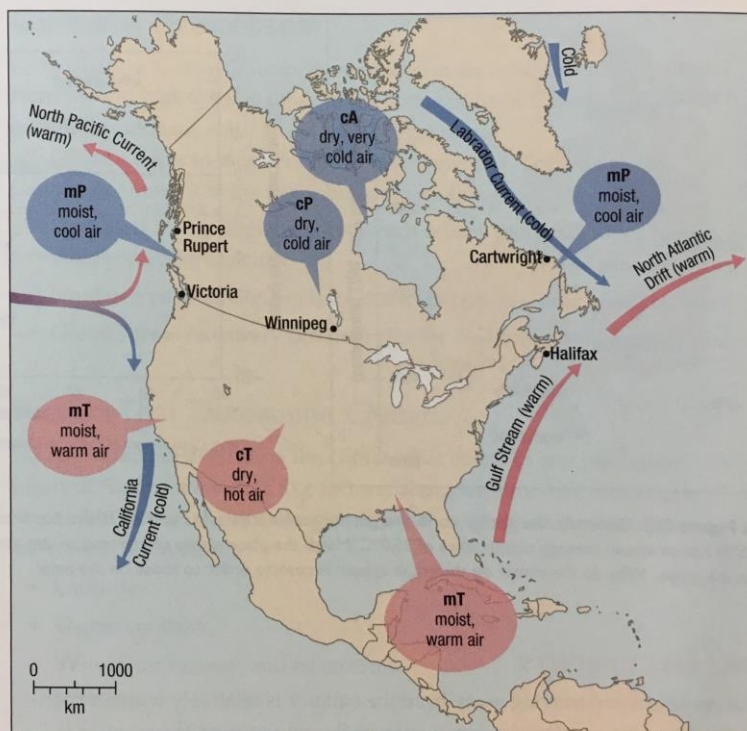 Cold
cA
dry, very
cold air
North Pacific Current
(warm)
Labrador Current (cold)
mP
moist,
cool air
cP
dry,
cold air
mP
moist,
cool air
Prince
Rupert
Cartwright
North Atlantic
Drift (warm)
Victoria
Winnipeg
Halifax
mT
moist,
warm air
cT
dry,
hot air
Gulf Stream (warm)
California
Current (cold)
mT
moist,
warm air
0 1000
km